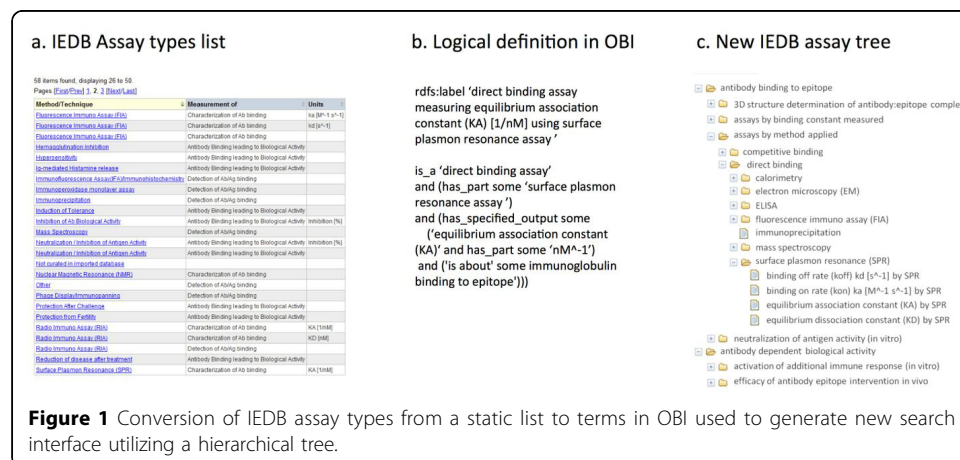 a. IEDB Assay types list
58 items found, displaying 26 to 50.
Pages [First/Prev] 1, 2, 3 [Next/Last]
Method/Technique Measurement of Units
Fluorescence Immuno Assay (FIA) Characterization of Ab binding ka [M^-1 s^-1]
Fluorescence Immuno Assay (FIA) Characterization of Ab binding kd [s^-1]
Fluorescence Immuno Assay (FIA) Characterization of Ab binding
Hemagglutination Inhibition Antibody Binding leading to Biological Activity
Hypersensitivity Antibody Binding leading to Biological Activity
Ig-mediated Histamine release Antibody Binding leading to Biological Activity
Immunofluorescence Assay(IFA)/Immunohistochemistry Detection of Ab/Ag binding
Immunoperoxidase monolayer assay Detection of Ab/Ag binding
Immunoprecipitation Detection of Ab/Ag binding
Induction of Tolerance Antibody Binding leading to Biological Activity
Inhibition of Ab Biological Activity Antibody Binding leading to Biological Activity Inhibition [%]
Mass Spectroscopy Detection of Ab/Ag binding
Neutralization / Inhibition of Antigen Activity Antibody Binding leading to Biological Activity Inhibition [%]
Neutralization / Inhibition of Antigen Activity Antibody Binding leading to Biological Activity
Not curated in imported database
Nuclear Magnetic Resonance (NMR) Characterization of Ab binding
Other Detection of Ab/Ag binding
Phage Display/Immunopanning Detection of Ab/Ag binding
Protection After Challenge Antibody Binding leading to Biological Activity
Protection from Fertility Antibody Binding leading to Biological Activity
Radio Immuno Assay (RIA) Characterization of Ab binding KA [1/nM]
Radio Immuno Assay (RIA) Characterization of Ab binding KD [nM]
Radio Immuno Assay (RIA) Detection of Ab/Ag binding
Reduction of disease after treatment Antibody Binding leading to Biological Activity
Surface Plasmon Resonance (SPR) Characterization of Ab binding KA [1/nM]
b. Logical definition in OBI
rdfs:label ‘direct binding assay
measuring equilibrium association
constant (KA) [1/nM] using surface
plasmon resonance assay ’
is_a ‘direct binding assay’
and (has_part some ‘surface plasmon
resonance assay ’)
and (has_specified_output some
(‘equilibrium association constant
(KA)‘ and has_part some ‘nM^-1’)
and ('is about' some immunoglobulin
binding to epitope')))
c. New IEDB assay tree
antibody binding to epitope
3D structure determination of antibody:epitope comple
assays by binding constant measured
assays by method applied
competitive binding
direct binding
calorimetry
electron microscopy (EM)
ELISA
fluorescence immuno assay (FIA)
immunoprecipitation
mass spectroscopy
surface plasmon resonance (SPR)
binding off rate (koff) kd [s^-1] by SPR
binding on rate (kon) ka [M^-1 s^-1] by SPR
equilibrium association constant (KA) by SPR
equilibrium dissociation constant (KD) by SPR
neutralization of antigen activity (in vitro)
antibody dependent biological activity
activation of additional immune response (in vitro)
efficacy of antibody epitope intervention in vivo
Figure 1 Conversion of IEDB assay types from a static list to terms in OBI used to generate new search
interface utilizing a hierarchical tree.